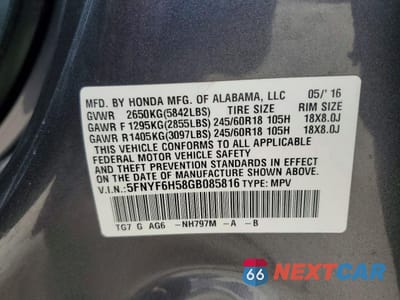 MFD. BY HONDA MFG. OF ALABAMA, LLC 05/'16
GVWR 2650KG(5842LBS) TIRE SIZE RIM SIZE
GAWR F 1295KG(2855LBS) 245/60R18 105H 18X8.0J
GAWR R 1405KG(3097LBS) 245/60R18 105H 18X8.0J
THIS VEHICLE CONFORMS TO ALL APPLICABLE
FEDERAL MOTOR VEHICLE SAFETY, BUMPER,
AND THEFT PREVENTION STANDARDS IN EFFECT
ON THE DATE OF MANUFACTURE SHOWN ABOVE.
V.I.N.: 5FNYF6H58GB085816 TYPE: MPV
TG7 G AG6 -NH797M -A -B
66 NEXTCAR